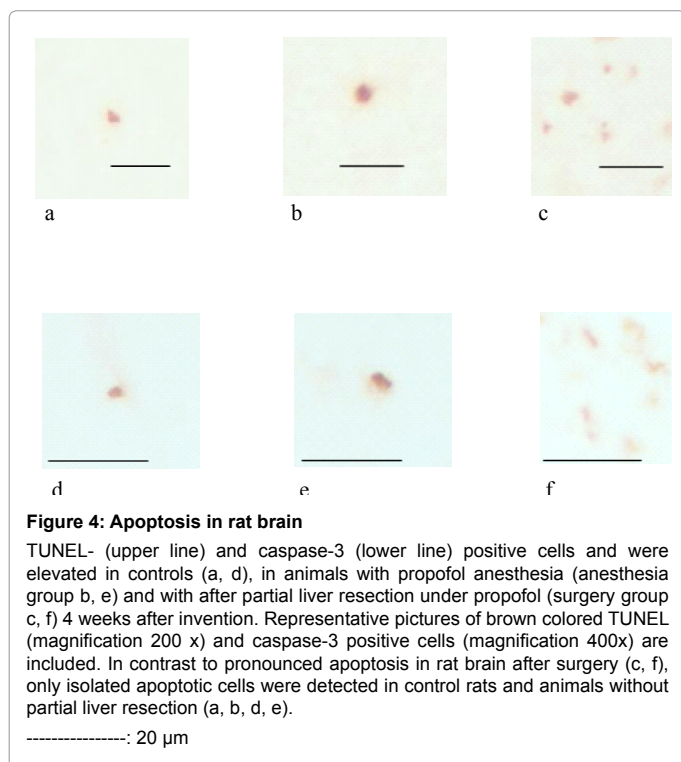 a
b
c
d
e
f
Figure 4: Apoptosis in rat brain
TUNEL- (upper line) and caspase-3 (lower line) positive cells and were
elevated in controls (a, d), in animals with propofol anesthesia (anesthesia
group b, e) and with after partial liver resection under propofol (surgery group
c, f) 4 weeks after invention. Representative pictures of brown colored TUNEL
(magnification 200 x) and caspase-3 positive cells (magnification 400x) are
included. In contrast to pronounced apoptosis in rat brain after surgery (c, f),
only isolated apoptotic cells were detected in control rats and animals without
partial liver resection (a, b, d, e).
----------------: 20 µm